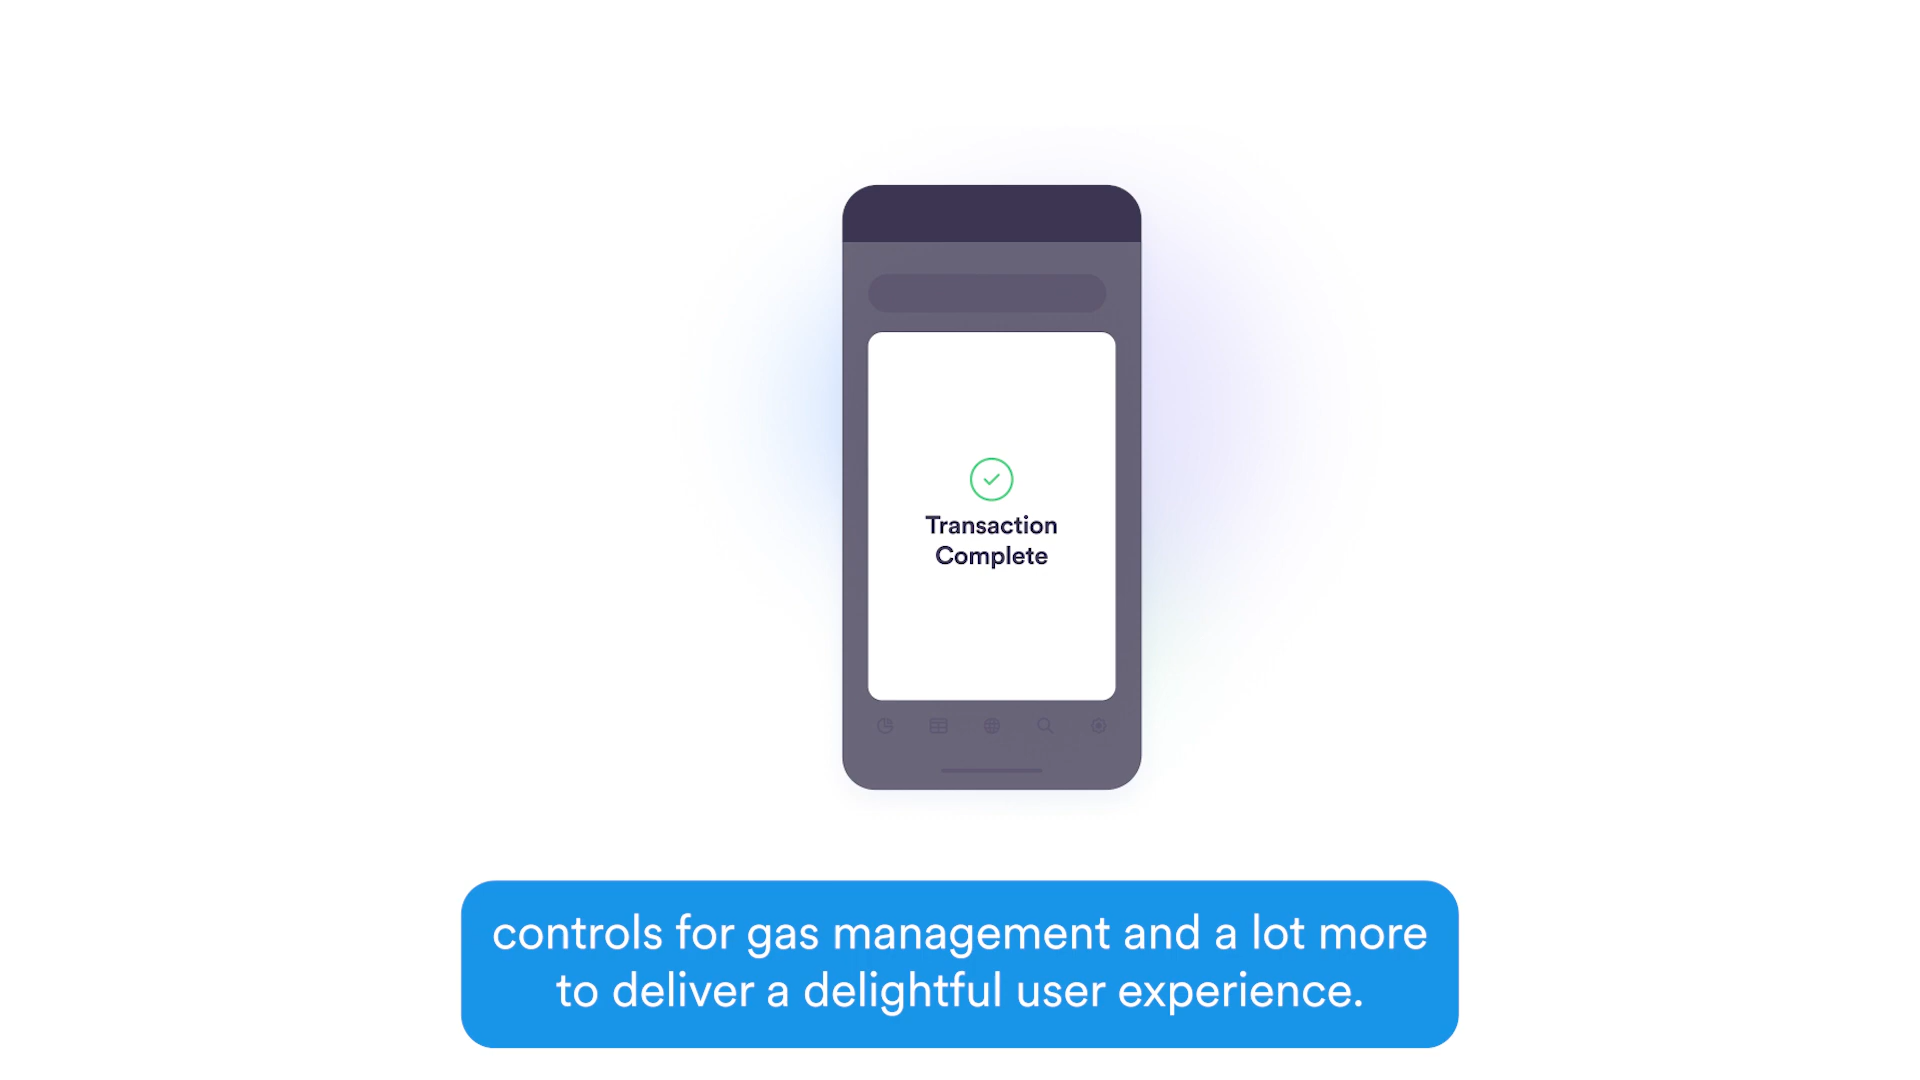 Transaction
Complete
controls for gas management and a lot more
to deliver a delightful user experience.